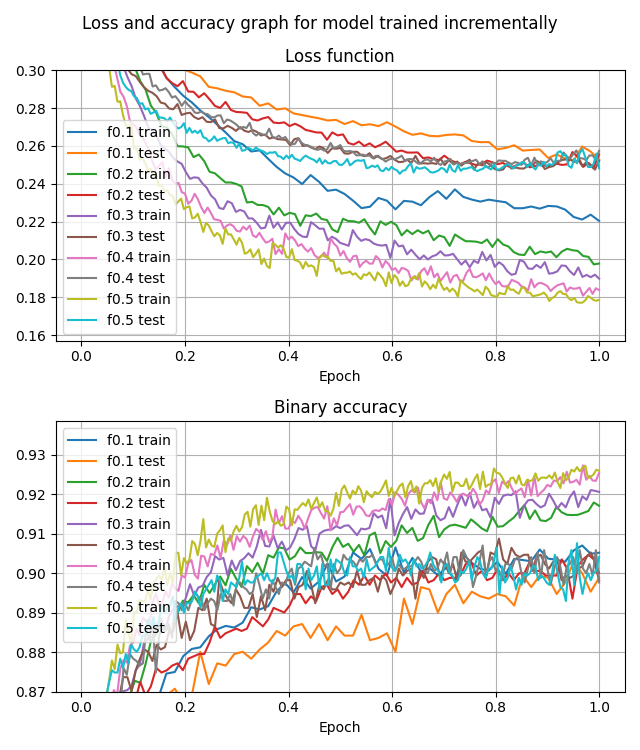 Loss and accuracy graph for model trained incrementally
Loss function
0.30
0.28
0.26
0.24
0.22
0.20
0.18
0.16
f0.1 train
f0.1 test
f0.2 train
f0.2 test
f0.3 train
f0.3 test
f0.4 train
f0.4 test
f0.5 train
f0.5 test
0.0 0.2 0.4 0.6 0.8 1.0
Epoch
Binary accuracy
0.93
0.92
0.91
0.90
0.89
0.88
0.87
f0.1 train
f0.1 test
f0.2 train
f0.2 test
f0.3 train
f0.3 test
f0.4 train
f0.4 test
f0.5 train
f0.5 test
0.0 0.2 0.4 0.6 0.8 1.0
Epoch